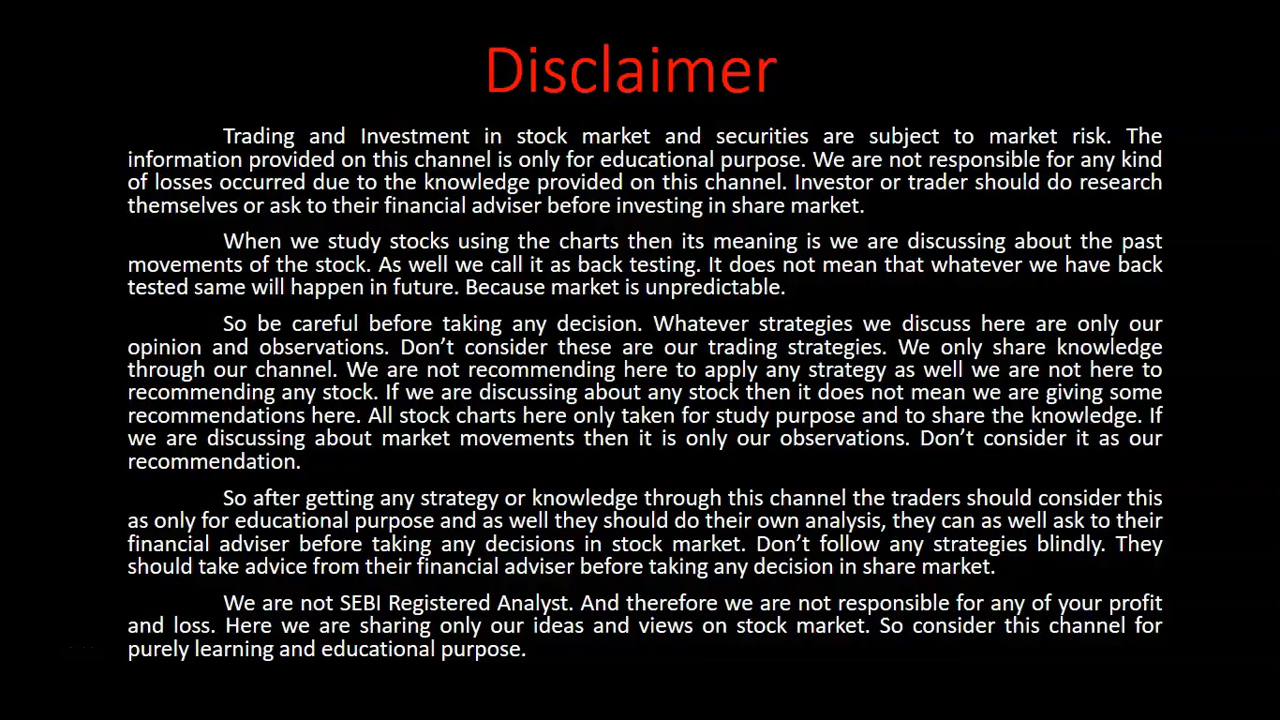 Disclaimer
Trading and Investment in stock market and securities are subject to market risk. The
information provided on this channel is only for educational purpose. We are not responsible for any kind
of losses occurred due to the knowledge provided on this channel. Investor or trader should do research
themselves or ask to their financial adviser before investing in share market.
When we study stocks using the charts then its meaning is we are discussing about the past
movements of the stock. As well we call it as back testing. It does not mean that whatever we have back
tested same will happen in future. Because market is unpredictable.
So be careful before taking any decision. Whatever strategies we discuss here are only our
opinion and observations. Don’t consider these are our trading strategies. We only share knowledge
through our channel. We are not recommending here to apply any strategy as well we are not here to
recommending any stock. If we are discussing about any stock then it does not mean we are giving some
recommendations here. All stock charts here only taken for study purpose and to share the knowledge. If
we are discussing about market movements then it is only our observations. Don’t consider it as our
recommendation.
So after getting any strategy or knowledge through this channel the traders should consider this
as only for educational purpose and as well they should do their own analysis, they can as well ask to their
financial adviser before taking any decisions in stock market. Don’t follow any strategies blindly. They
should take advice from their financial adviser before taking any decision in share market.
We are not SEBI Registered Analyst. And therefore we are not responsible for any of your profit
and loss. Here we are sharing only our ideas and views on stock market. So consider this channel for
purely learning and educational purpose.